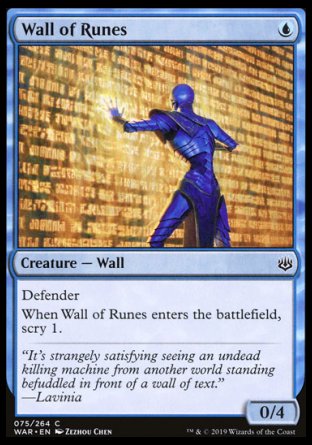 Wall of Runes
Creature — Wall
Defender
When Wall of Runes enters the battlefield,
scry 1.
"It's strangely satisfying seeing an undead
killing machine from another world standing
befuddled in front of a wall of text."
—Lavinia
0/4
075/264 C
WAR • EN Zezhou Chen
™ & © 2019 Wizards of the Coast